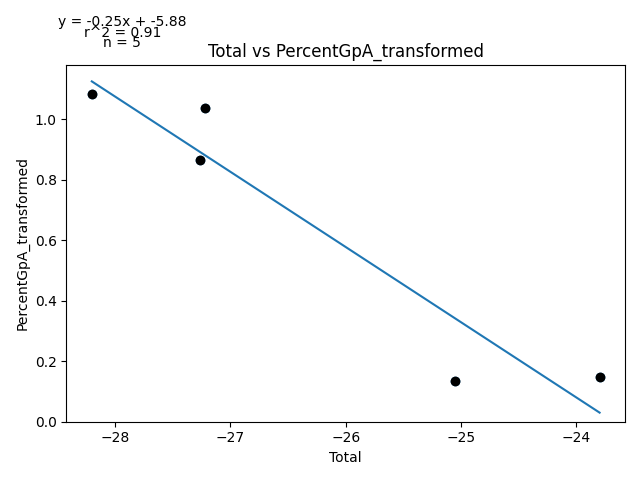 y = -0.25x + -5.88
r^2 = 0.91
n = 5
Total vs PercentGpA_transformed
PercentGpA_transformed
1.0
0.8
0.6
0.4
0.2
0.0
−28
−27
−26
−25
−24
Total